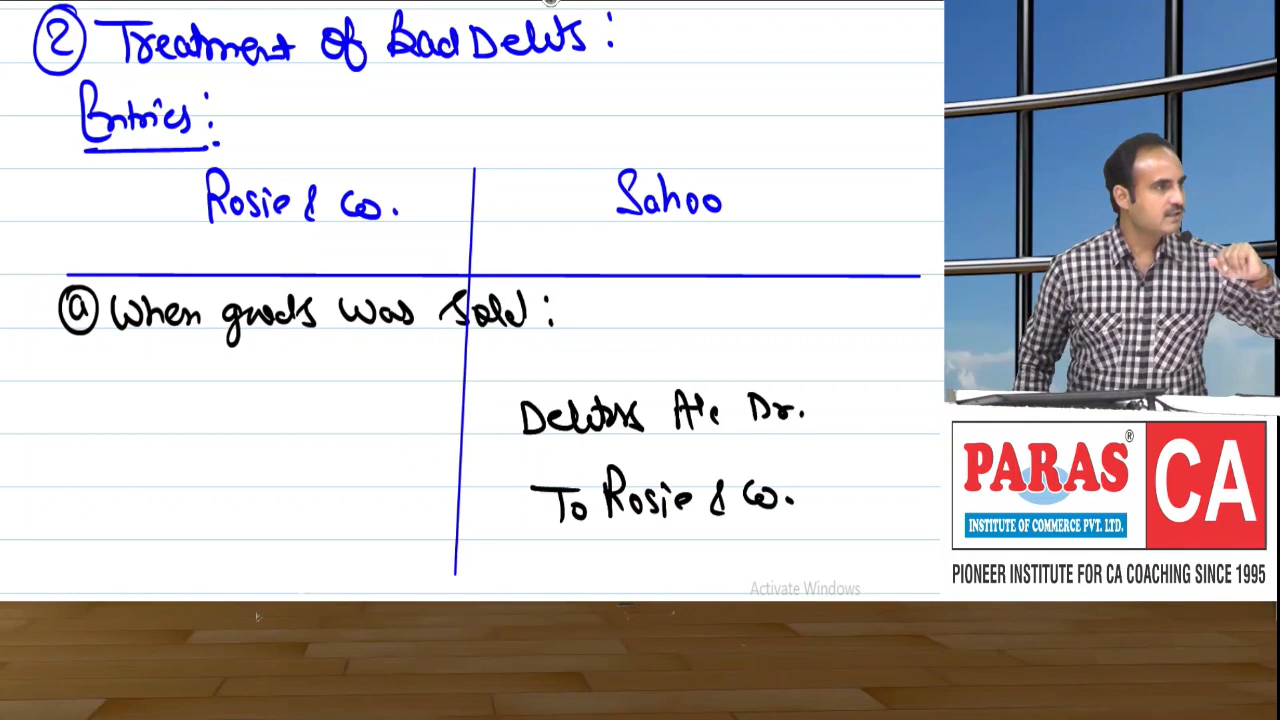 2 Treatment of Bad Debts :
Entries :
Rosie & Co.
Sahoo
a When goods was sold :
Debtors A/c Dr.
To Rosie & Co.
PARAS ®
INSTITUTE OF COMMERCE PVT. LTD.
CA
PIONEER INSTITUTE FOR CA COACHING SINCE 1995
Activate Windows